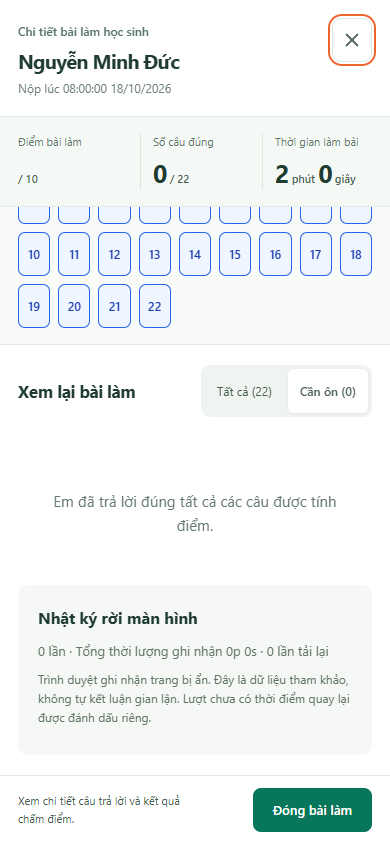 Chi tiết bài làm học sinh
Nguyễn Minh Đức
Nộp lúc 08:00:00 18/10/2026
Điểm bài làm
/ 10
Số câu đúng
0 / 22
Thời gian làm bài
2 phút 0 giây
10 11 12 13 14 15 16 17 18
19 20 21 22
Xem lại bài làm
Tất cả (22)
Cần ôn (0)
Em đã trả lời đúng tất cả các câu được tính
điểm.
Nhật ký rời màn hình
0 lần · Tổng thời lượng ghi nhận 0p 0s · 0 lần tải lại
Trình duyệt ghi nhận trang bị ẩn. Đây là dữ liệu tham khảo,
không tự kết luận gian lận. Lượt chưa có thời điểm quay lại
được đánh dấu riêng.
Xem chi tiết câu trả lời và kết quả
chấm điểm.
Đóng bài làm